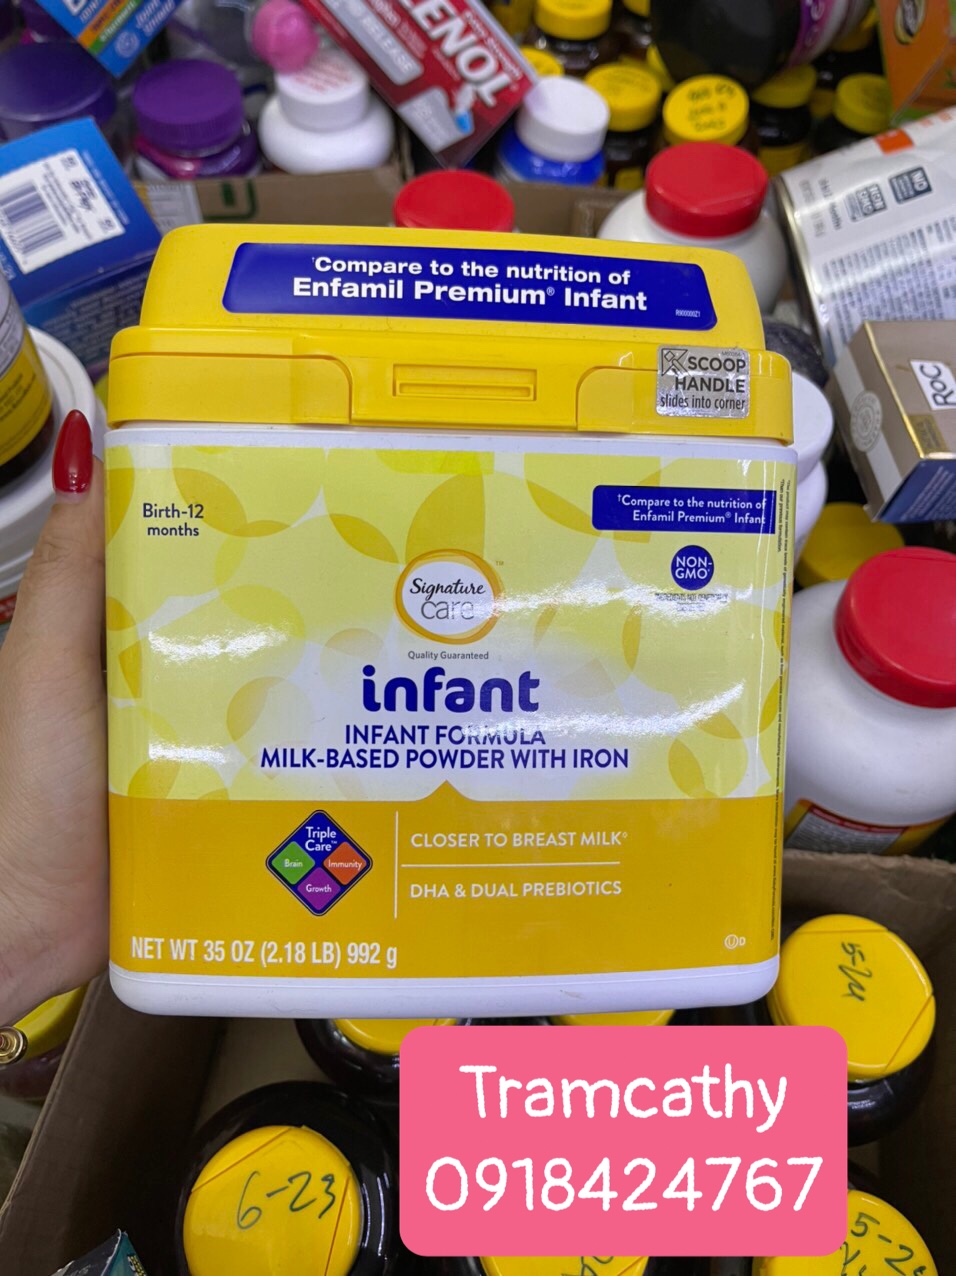 ENOL
RELEASE
†Compare to the nutrition of
Enfamil Premium® Infant
SCOOP
HANDLE
slides into corner
RoC
Birth-12
months
†Compare to the nutrition of
Enfamil Premium® Infant
NON-
GMO
Signature
care
Quality Guaranteed
infant
INFANT FORMULA
MILK-BASED POWDER WITH IRON
Triple
Care™
Brain
Immunity
Growth
CLOSER TO BREAST MILK◊
DHA & DUAL PREBIOTICS
NET WT 35 OZ (2.18 LB) 992 g
Tramcathy
0918424767
6-23